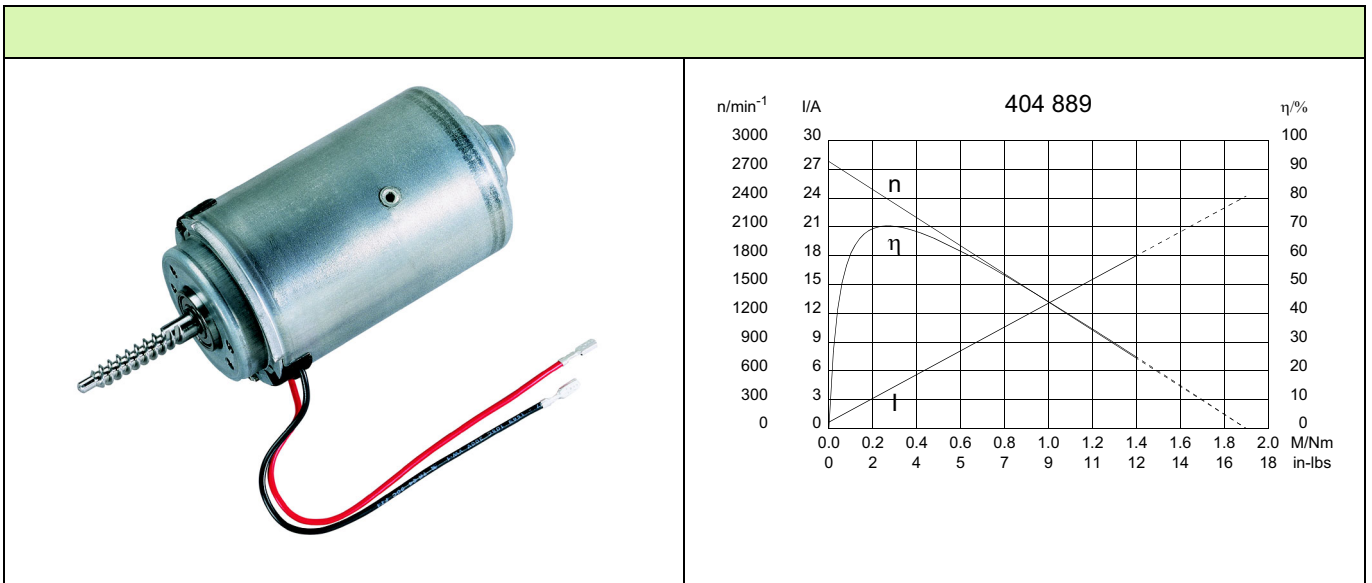 n/min-1 I/A 404 889 η/%
3000 30 100
2700 27 90
2400 24 80
n
2100 21 70
1800 18 60
η
1500 15 50
1200 12 40
900 9 30
600 6 20
300 3 10
I
0 0 0
0.0 0.2 0.4 0.6 0.8 1.0 1.2 1.4 1.6 1.8 2.0 M/Nm
0 2 4 5 7 9 11 12 14 16 18 in-lbs